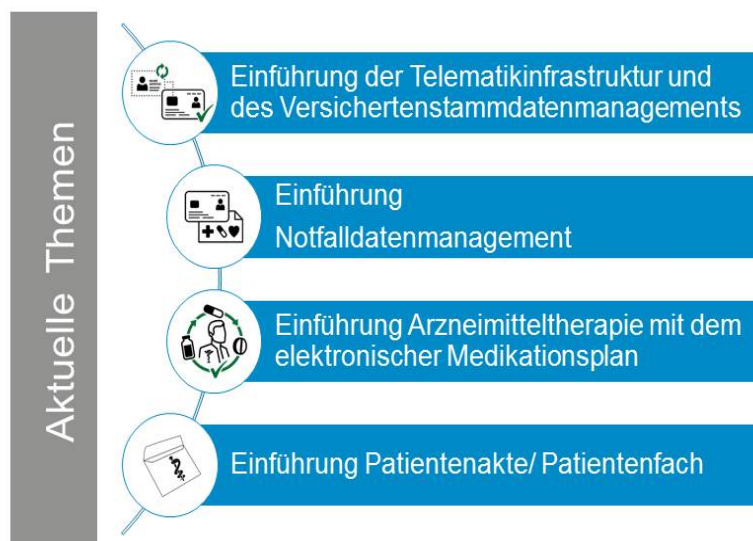 Aktuelle Themen
Einführung der Telematikinfrastruktur und
des Versichertenstammdatenmanagements
Einführung
Notfalldatenmanagement
Einführung Arzneimitteltherapie mit dem
elektronischer Medikationsplan
Einführung Patientenakte/ Patientenfach